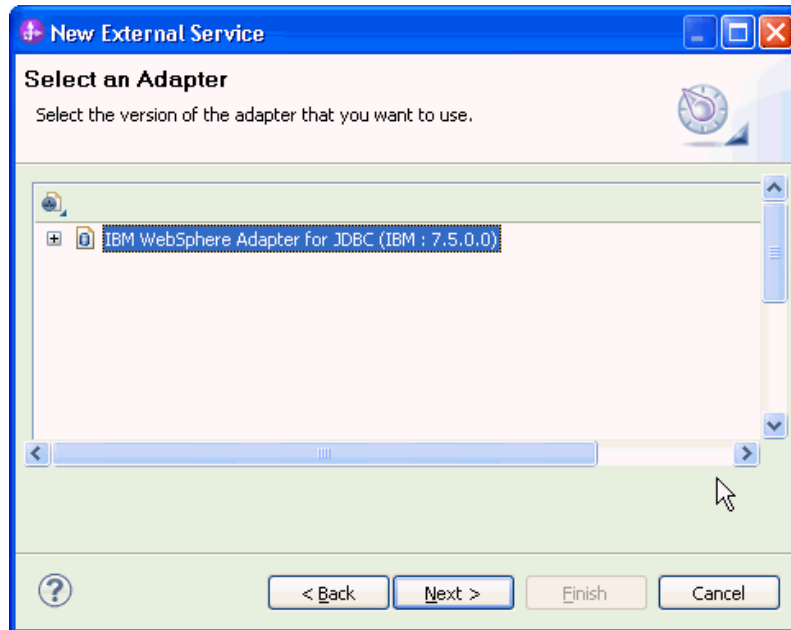 New External Service
Select an Adapter
Select the version of the adapter that you want to use.
IBM WebSphere Adapter for JDBC (IBM : 7.5.0.0)
< Back Next > Finish Cancel